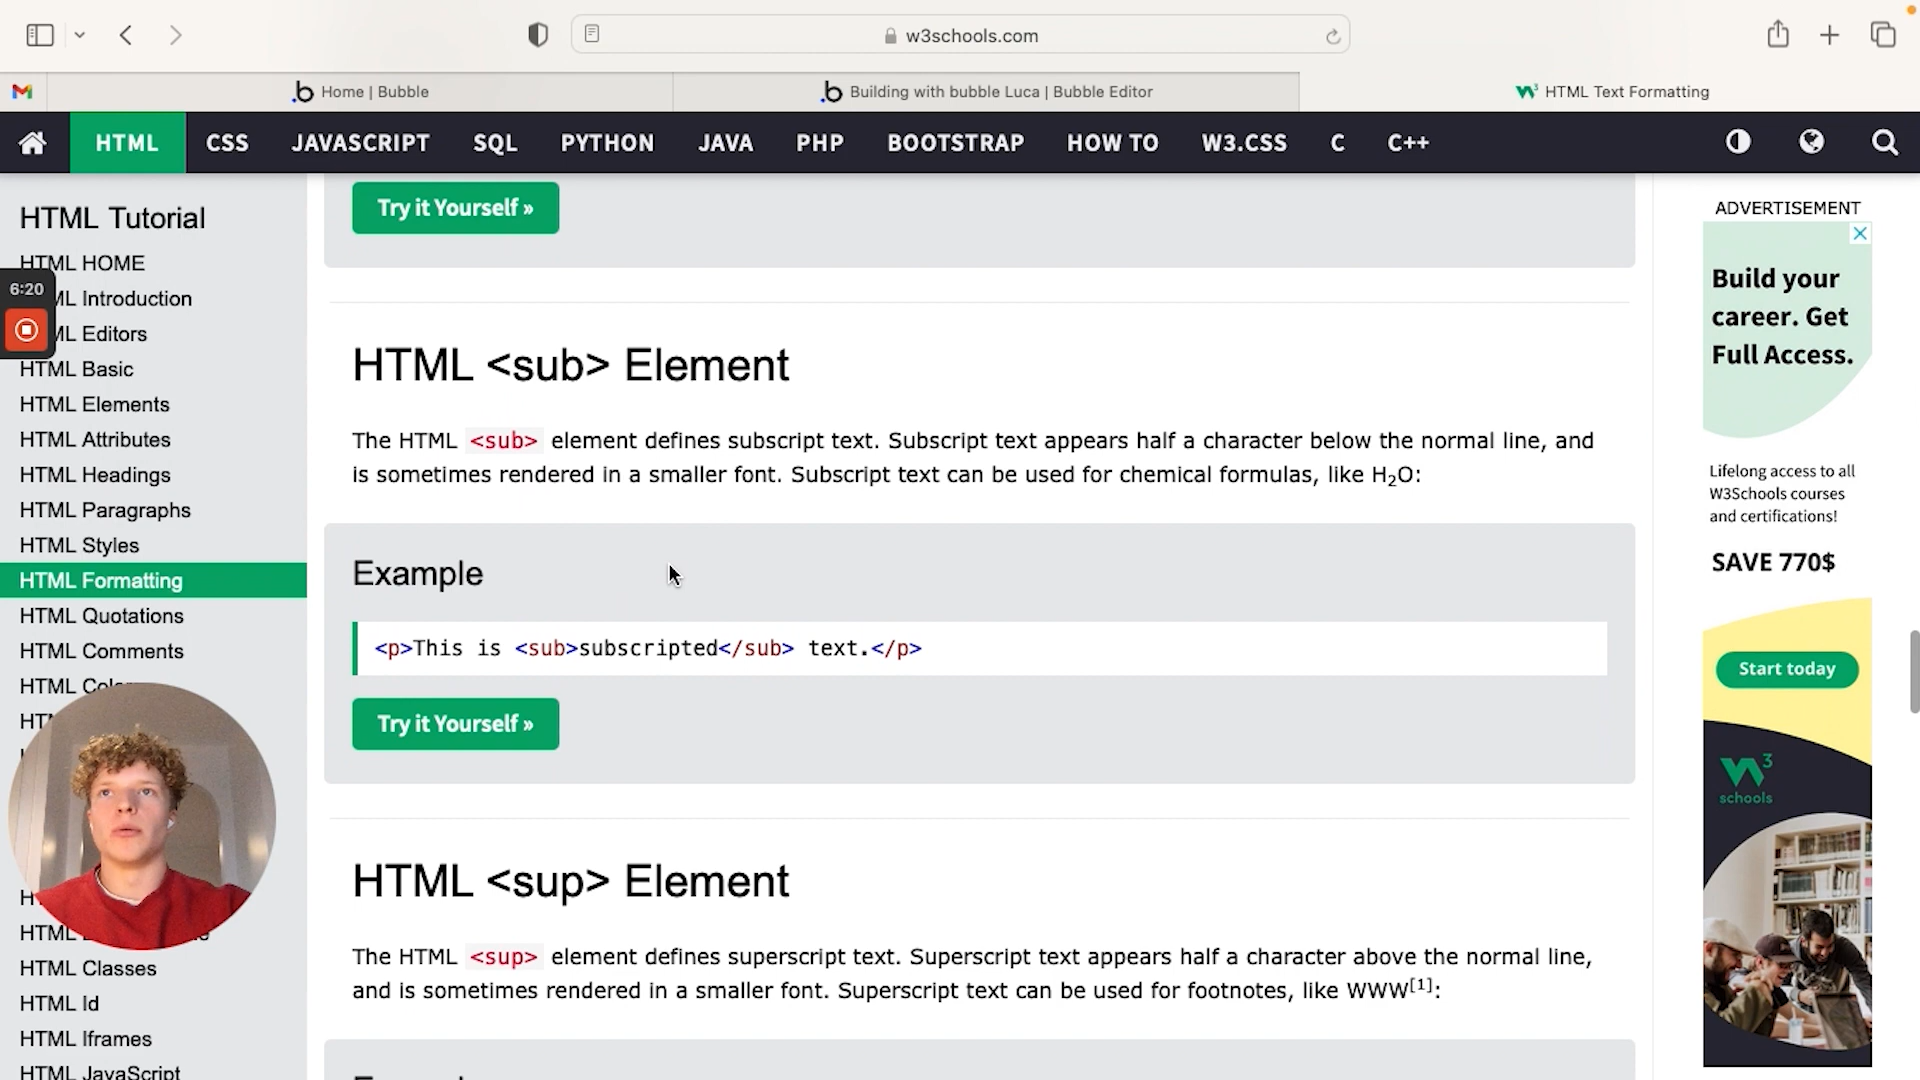 w3schools.com
Home | Bubble
Building with bubble Luca | Bubble Editor
HTML Text Formatting
HTML CSS JAVASCRIPT SQL PYTHON JAVA PHP BOOTSTRAP HOW TO W3.CSS C C++
HTML Tutorial
HTML HOME
ML Introduction
ML Editors
HTML Basic
HTML Elements
HTML Attributes
HTML Headings
HTML Paragraphs
HTML Styles
HTML Formatting
HTML Quotations
HTML Comments
HTML
HTML Classes
HTML Id
HTML Iframes
HTML JavaScript
6:20
Try it Yourself »
HTML <sub> Element
The HTML <sub> element defines subscript text. Subscript text appears half a character below the normal line, and
is sometimes rendered in a smaller font. Subscript text can be used for chemical formulas, like H₂O:
Example
<p>This is <sub>subscripted</sub> text.</p>
Try it Yourself »
HTML <sup> Element
The HTML <sup> element defines superscript text. Superscript text appears half a character above the normal line,
and is sometimes rendered in a smaller font. Superscript text can be used for footnotes, like WWW[1]:
ADVERTISEMENT
Build your
career. Get
Full Access.
Lifelong access to all
W3Schools courses
and certifications!
SAVE 770$
Start today
W3
schools